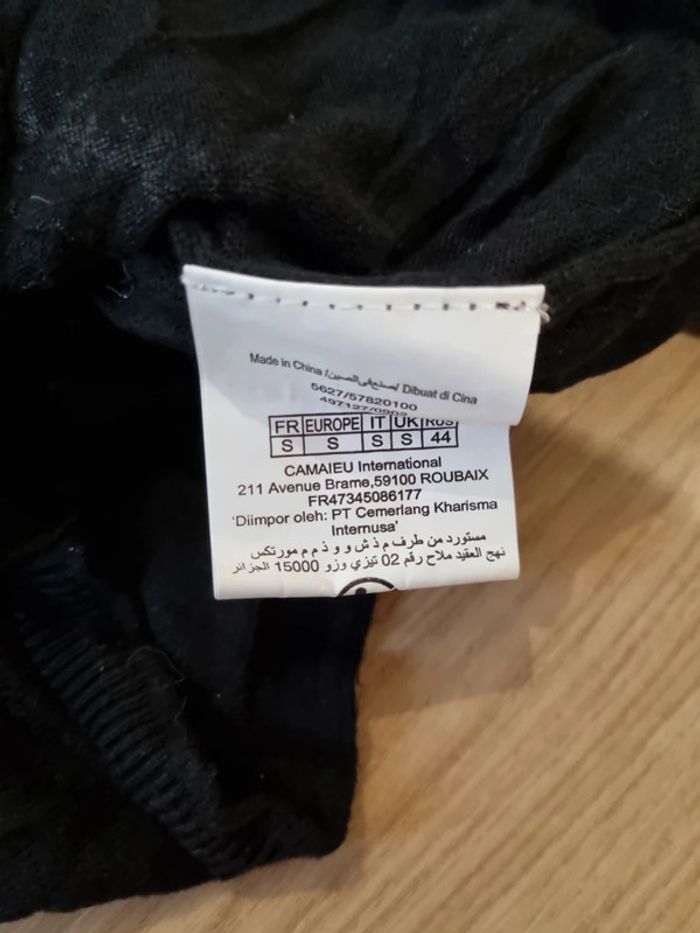 Made in China /صنع في الصين/ Dibuat di Cina
5627/57820100
497127/0903
FR EUROPE IT UK RUS
S S S S 44
CAMAIEU International
211 Avenue Brame,59100 ROUBAIX
FR47345086177
'Diimpor oleh: PT Cemerlang Kharisma
Internusa'
مستورد من طرف م ذ ش و و ذ م م مورتكس
نهج العقيد ملاح رقم 02 تيزي وزو 15000 الجزائر